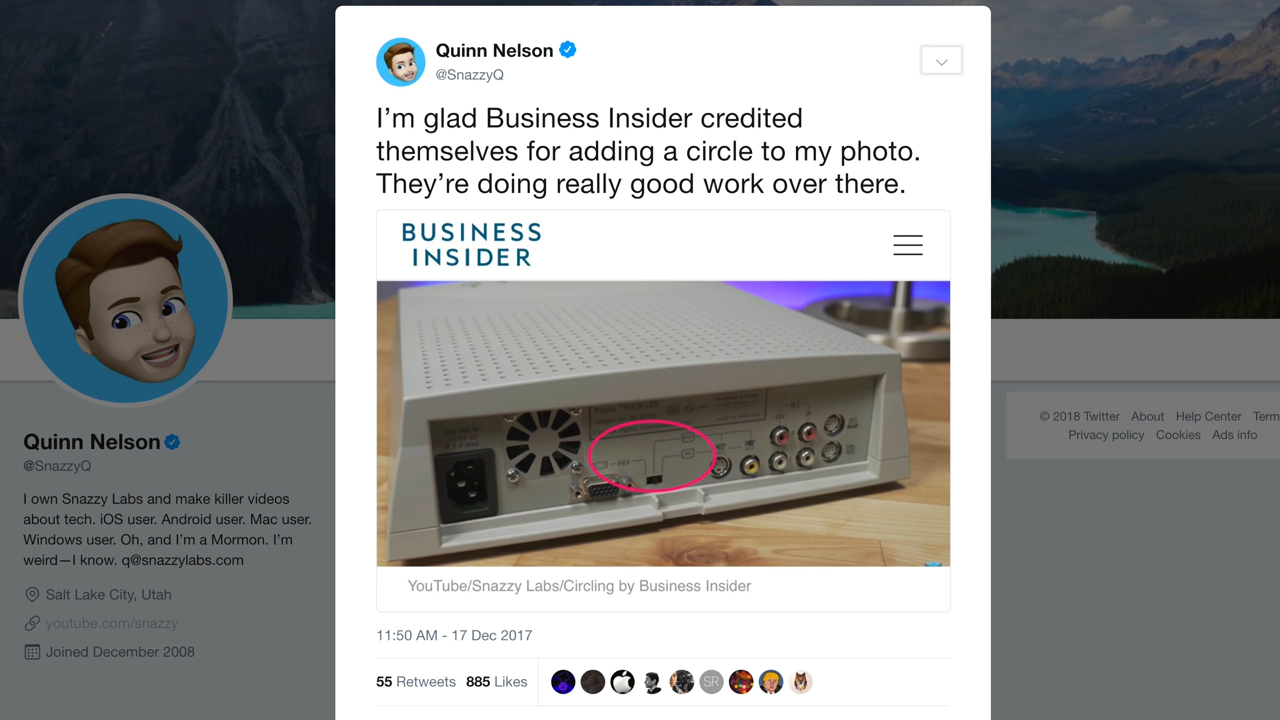 Quinn Nelson
@SnazzyQ
I'm glad Business Insider credited
themselves for adding a circle to my photo.
They're doing really good work over there.
BUSINESS
INSIDER
YouTube/Snazzy Labs/Circling by Business Insider
11:50 AM - 17 Dec 2017
55 Retweets 885 Likes
SR
Quinn Nelson
@SnazzyQ
I own Snazzy Labs and make killer videos
about tech. iOS user. Android user. Mac user.
Windows user. Oh, and I'm a Mormon. I'm
weird—I know. q@snazzylabs.com
Salt Lake City, Utah
youtube.com/snazzy
Joined December 2008
© 2018 Twitter About Help Center Term
Privacy policy Cookies Ads info